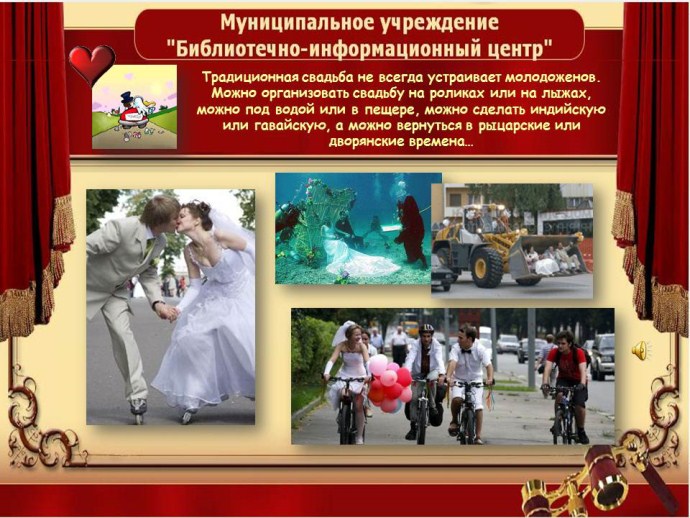 Муниципальное учреждение
"Библиотечно-информационный центр"
Традиционная свадьба не всегда устраивает молодоженов.
Можно организовать свадьбу на роликах или на лыжах,
можно под водой или в пещере, можно сделать индийскую
или гавайскую, а можно вернуться в рыцарские или
дворянские времена…